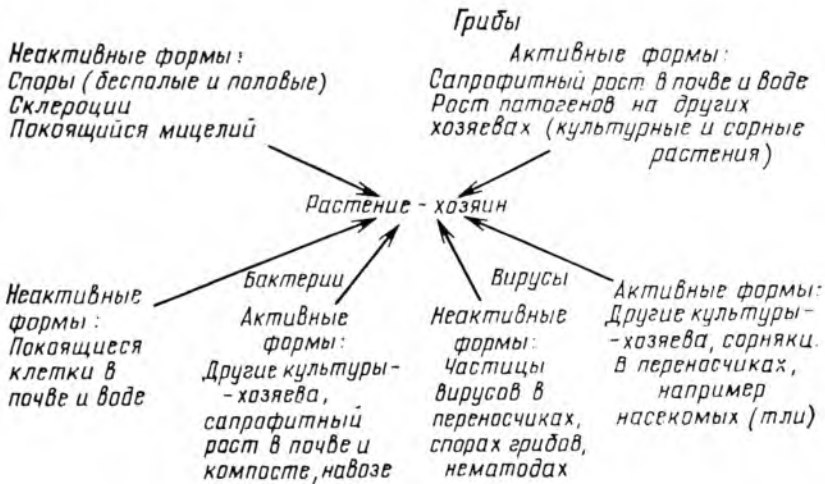 Грибы
Неактивные формы:
Споры (бесполые и половые)
Склероции
Покоящийся мицелий
Активные формы:
Сапрофитный рост в почве и воде
Рост патогенов на других
хозяевах (культурные и сорные
растения)
Растение - хозяин
Бактерии
Неактивные
формы:
Покоящиеся
клетки в
почве и воде
Активные
формы:
Другие культуры-
-хозяева,
сапрофитный
рост в почве и
компосте, навозе
Вирусы
Неактивные
формы:
Частицы
вирусов в
переносчиках,
спорах грибов,
нематодах
Активные формы:
Другие культуры-
-хозяева, сорняки.
В переносчиках,
например
насекомых (тли)